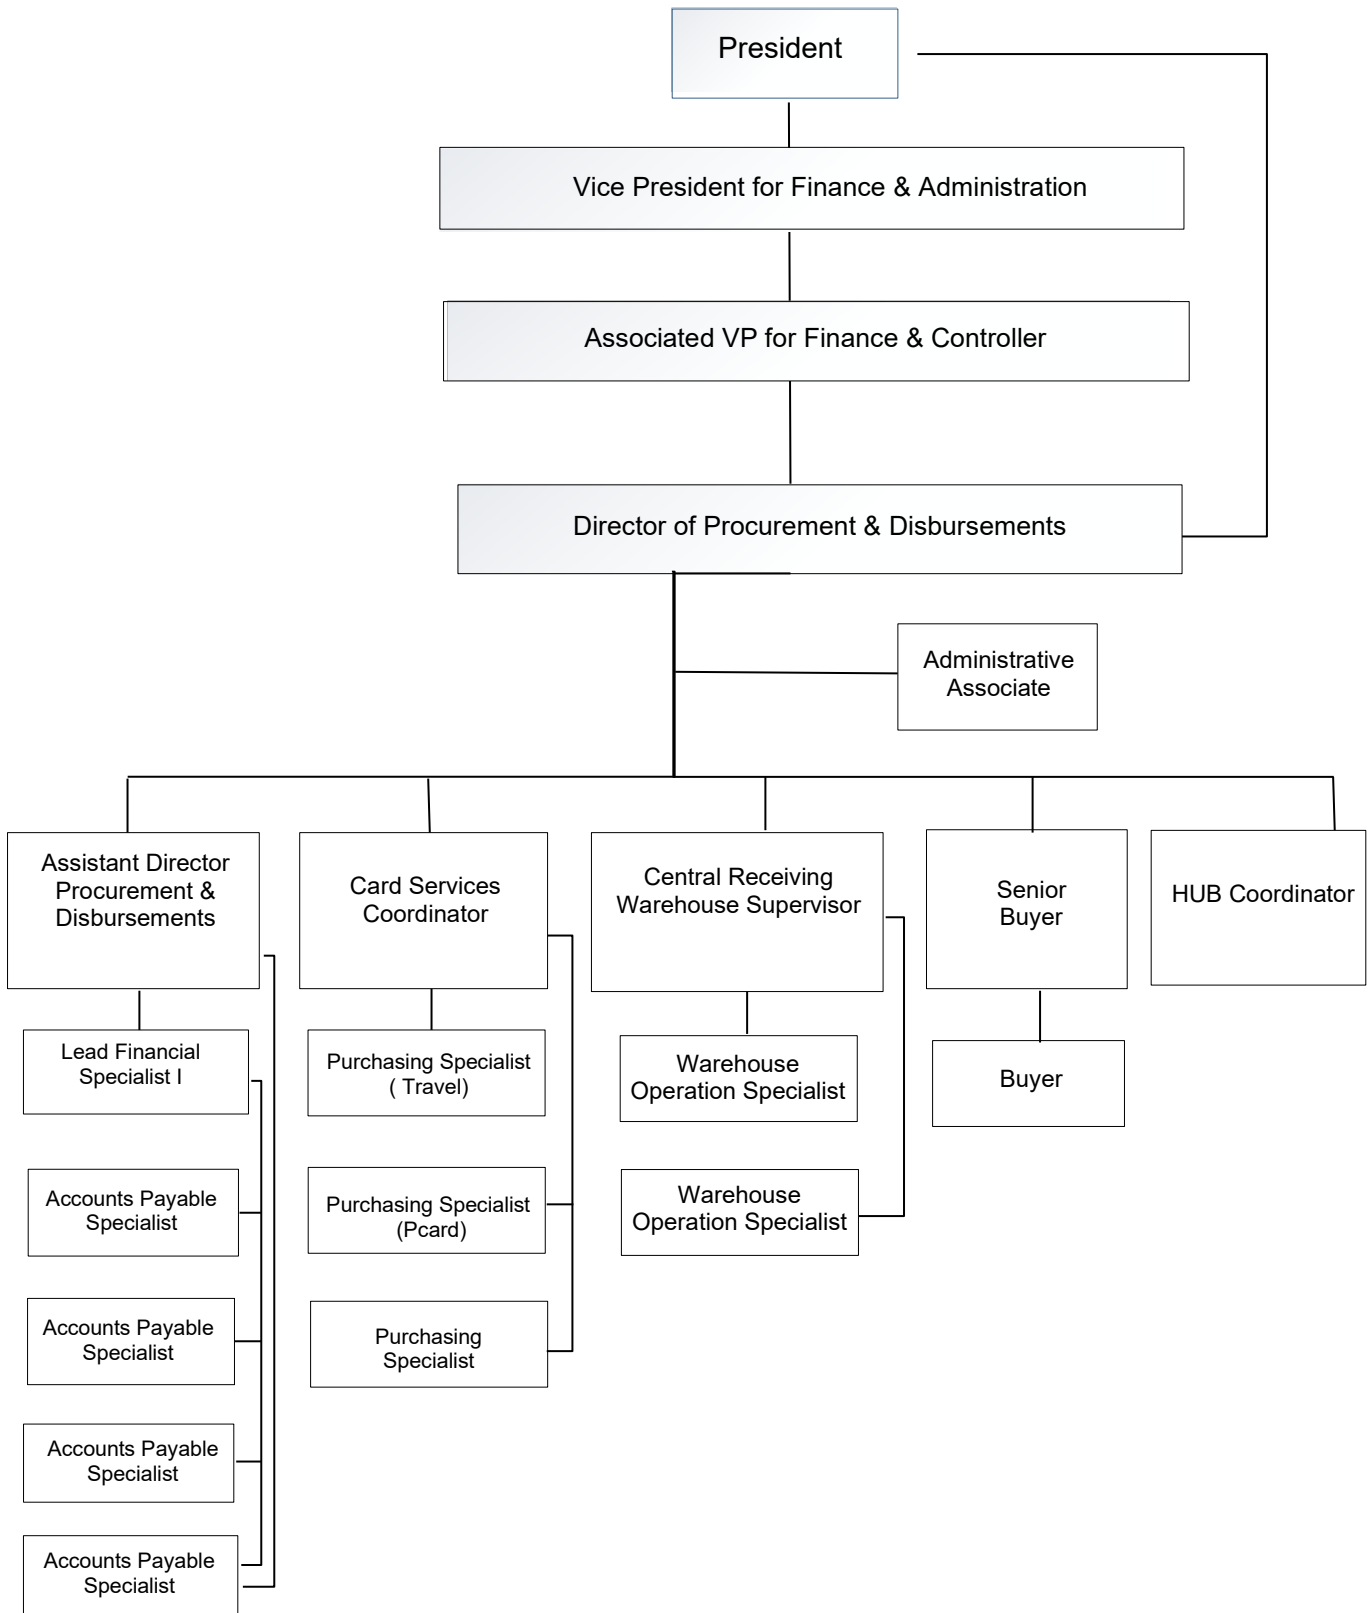 President
Vice President for Finance & Administration
Associated VP for Finance & Controller
Director of Procurement & Disbursements
Administrative
Associate
Assistant Director
Procurement &
Disbursements
Card Services
Coordinator
Central Receiving
Warehouse Supervisor
Senior
Buyer
HUB Coordinator
Lead Financial
Specialist I
Purchasing Specialist
( Travel)
Warehouse
Operation Specialist
Buyer
Accounts Payable
Specialist
Purchasing Specialist
(Pcard)
Warehouse
Operation Specialist
Accounts Payable
Specialist
Purchasing
Specialist
Accounts Payable
Specialist
Accounts Payable
Specialist